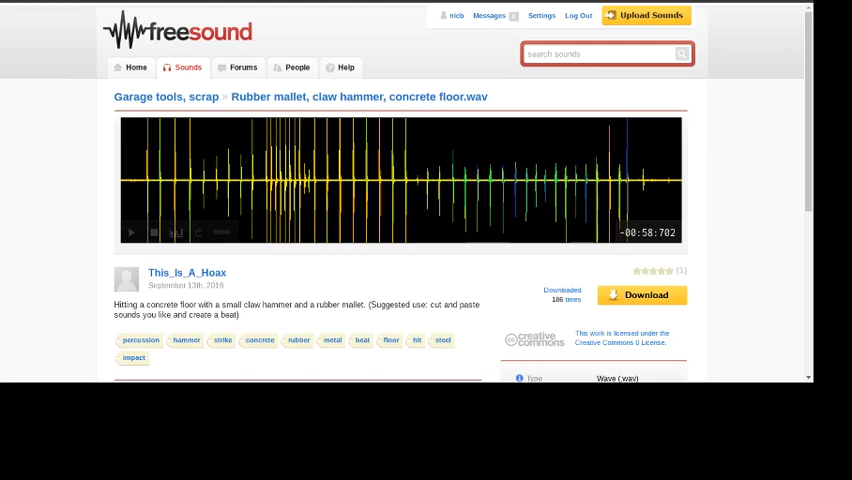 nicb Messages 0 Settings Log Out Upload Sounds
freesound
search sounds
Home Sounds Forums People Help
Garage tools, scrap » Rubber mallet, claw hammer, concrete floor.wav
-00:58:702
This_Is_A_Hoax
September 13th, 2016
(1)
Downloaded
186 times
Download
Hitting a concrete floor with a small claw hammer and a rubber mallet. (Suggested use: cut and paste
sounds you like and create a beat)
percussion hammer strike concrete rubber metal beat floor hit steel
impact
creative
commons
This work is licensed under the
Creative Commons 0 License.
Type Wave (.wav)